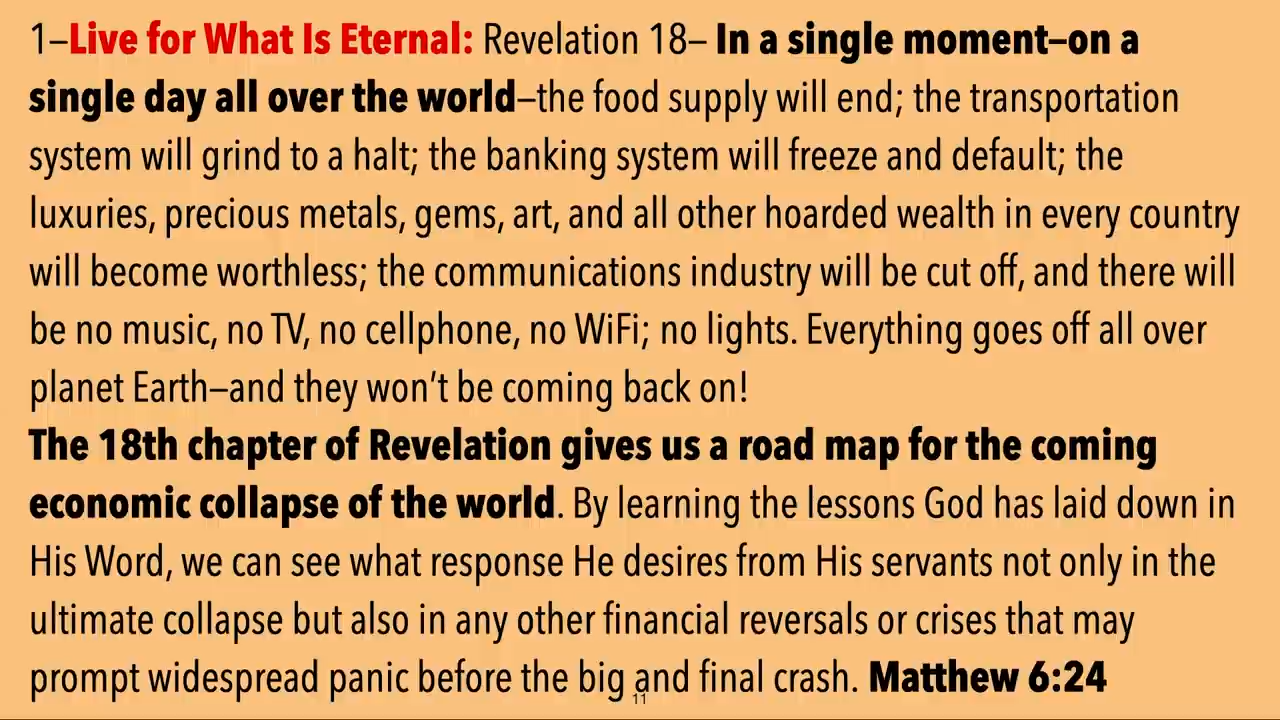 1–Live for What Is Eternal: Revelation 18– In a single moment–on a
single day all over the world–the food supply will end; the transportation
system will grind to a halt; the banking system will freeze and default; the
luxuries, precious metals, gems, art, and all other hoarded wealth in every country
will become worthless; the communications industry will be cut off, and there will
be no music, no TV, no cellphone, no WiFi; no lights. Everything goes off all over
planet Earth–and they won’t be coming back on!
The 18th chapter of Revelation gives us a road map for the coming
economic collapse of the world. By learning the lessons God has laid down in
His Word, we can see what response He desires from His servants not only in the
ultimate collapse but also in any other financial reversals or crises that may
prompt widespread panic before the big and final crash. Matthew 6:24
11